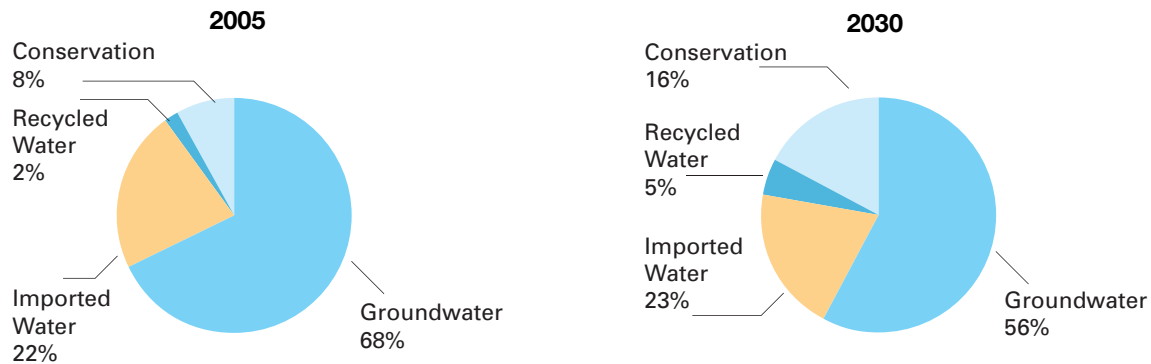 2005
Conservation
8%
Recycled
Water
2%
Imported
Water
22%
Groundwater
68%
2030
Conservation
16%
Recycled
Water
5%
Imported
Water
23%
Groundwater
56%